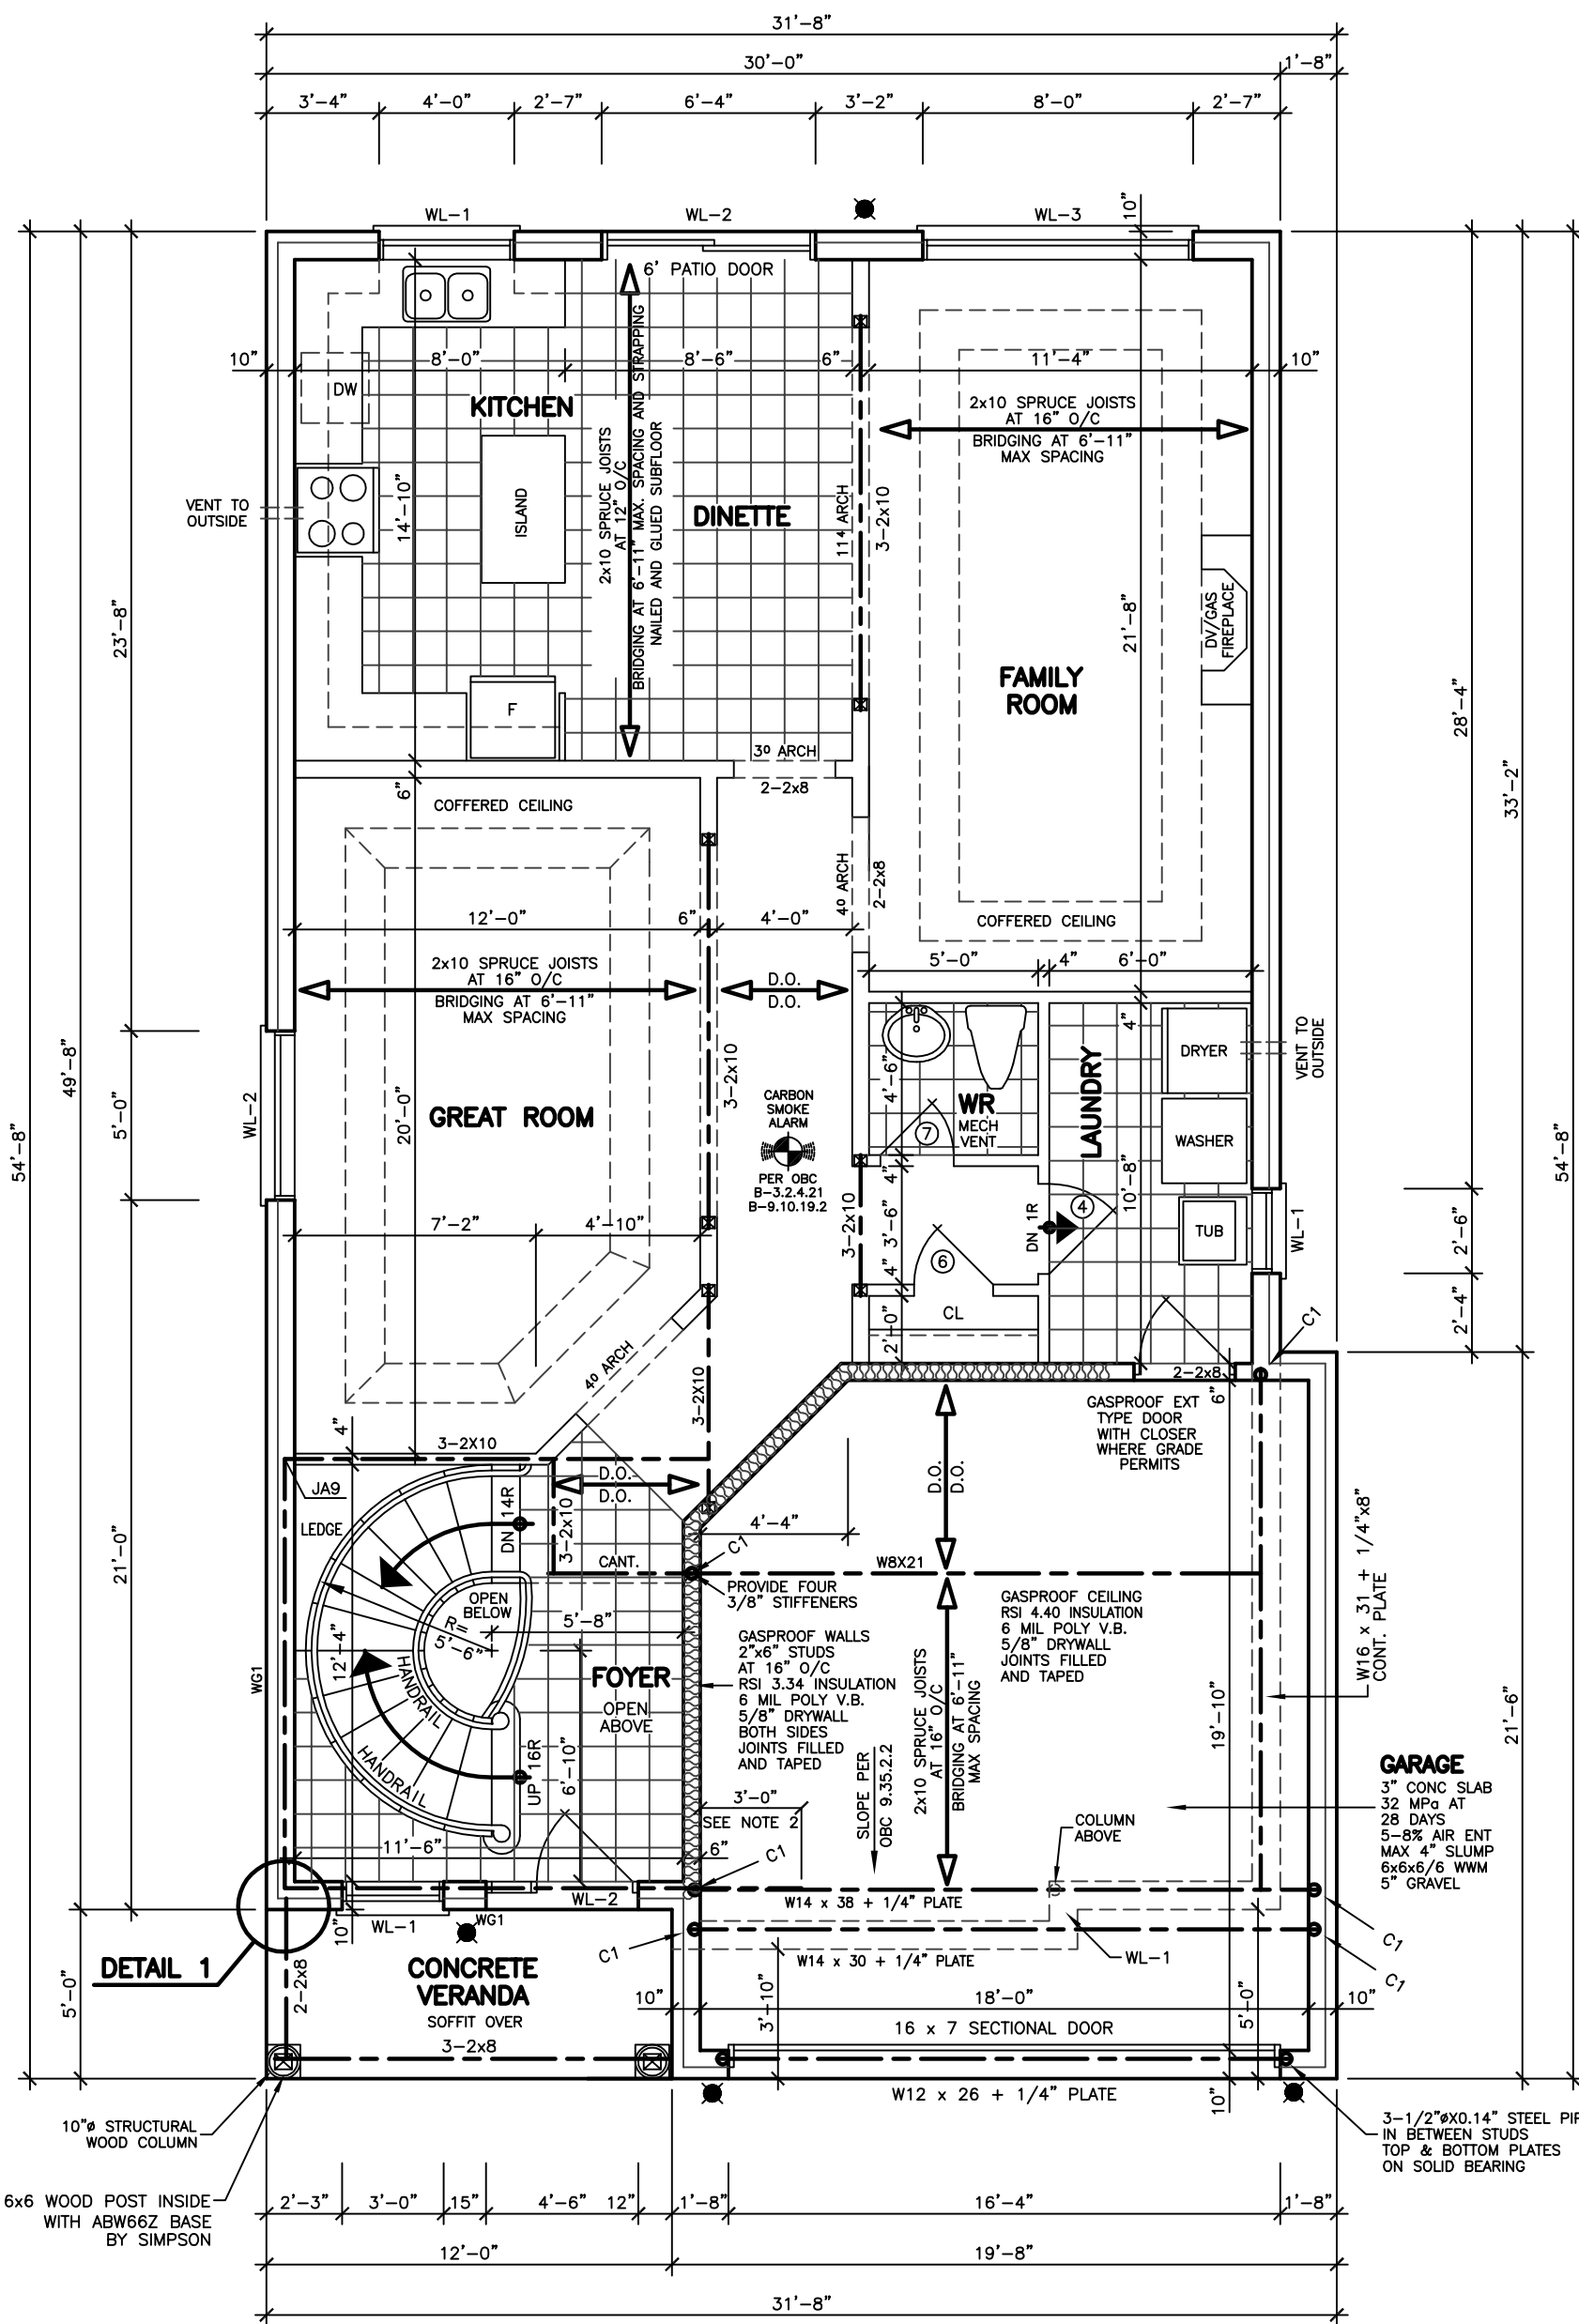 31'-8"
30'-0"
1'-8"
3'-4"
4'-0"
2'-7"
6'-4"
3'-2"
8'-0"
2'-7"
WL-1
WL-2
WL-3
10"
6' PATIO DOOR
10"
8'-0"
8'-6"
6"
11'-4"
10"
DW
KITCHEN
2x10 SPRUCE JOISTS
AT 12" O/C
BRIDGING AT 6'-11" MAX. SPACING AND STRAPPING
NAILED AND GLUED SUBFLOOR
2x10 SPRUCE JOISTS
AT 16" O/C
BRIDGING AT 6'-11"
MAX SPACING
VENT TO
OUTSIDE
14'-10"
ISLAND
DINETTE
11⁴ ARCH
3-2x10
DV/GAS
FIREPLACE
21'-8"
FAMILY
ROOM
F
3⁰ ARCH
2-2x8
6"
COFFERED CEILING
4⁰ ARCH
2-2x8
COFFERED CEILING
12'-0"
6"
4'-0"
2x10 SPRUCE JOISTS
AT 16" O/C
BRIDGING AT 6'-11"
MAX SPACING
D.O.
D.O.
5'-0"
4"
6'-0"
4"
DRYER
VENT TO
OUTSIDE
LAUNDRY
WASHER
4'-6"
WR
MECH
VENT
7
3-2x10
CARBON
SMOKE
ALARM
PER OBC
B-3.2.4.21
B-9.10.19.2
GREAT ROOM
20'-0"
WL-2
7'-2"
4'-10"
3-2x10
4"
3'-6"
4"
DN 1R
4
10'-8"
TUB
WL-1
6
CL
2'-0"
C1
4⁰ ARCH
3-2X10
2-2x8
6"
GASPROOF EXT
TYPE DOOR
WITH CLOSER
WHERE GRADE
PERMITS
D.O.
D.O.
4"
3-2X10
JA9
LEDGE
DN 14R
D.O.
D.O.
3-2x10
CANT.
4'-4"
C1
W8X21
W16 x 31 + 1/4"x8"
CONT. PLATE
OPEN
BELOW
R=
5'-6"
5'-8"
PROVIDE FOUR
3/8" STIFFENERS
GASPROOF CEILING
RSI 4.40 INSULATION
6 MIL POLY V.B.
5/8" DRYWALL
JOINTS FILLED
AND TAPED
GASPROOF WALLS
2"x6" STUDS
AT 16" O/C
RSI 3.34 INSULATION
6 MIL POLY V.B.
5/8" DRYWALL
BOTH SIDES
JOINTS FILLED
AND TAPED
WG1
12'-4"
HANDRAIL
HANDRAIL
FOYER
OPEN
ABOVE
UP 16R
6'-10"
2x10 SPRUCE JOISTS
AT 16" O/C
BRIDGING AT 6'-11"
MAX SPACING
19'-10"
SLOPE PER
OBC 9.35.2.2
3'-0"
SEE NOTE 2
COLUMN
ABOVE
GARAGE
3" CONC SLAB
32 MPa AT
28 DAYS
5-8% AIR ENT
MAX 4" SLUMP
6x6x6/6 WWM
5" GRAVEL
11'-6"
6"
C1
WL-2
W14 x 38 + 1/4" PLATE
WL-1
10"
WG1
C1
W14 x 30 + 1/4" PLATE
WL-1
C1
C1
DETAIL 1
2-2x8
CONCRETE
VERANDA
SOFFIT OVER
3-2x8
10"
3'-10"
18'-0"
5'-0"
10"
16 x 7 SECTIONAL DOOR
W12 x 26 + 1/4" PLATE
10"
10"ø STRUCTURAL
WOOD COLUMN
6x6 WOOD POST INSIDE
WITH ABW66Z BASE
BY SIMPSON
3-1/2"øX0.14" STEEL PIP
IN BETWEEN STUDS
TOP & BOTTOM PLATES
ON SOLID BEARING
54'-8"
49'-8"
23'-8"
5'-0"
21'-0"
5'-0"
28'-4"
33'-2"
2'-6"
2'-4"
54'-8"
21'-6"
2'-3"
3'-0"
15"
4'-6"
12"
1'-8"
16'-4"
1'-8"
12'-0"
19'-8"
31'-8"